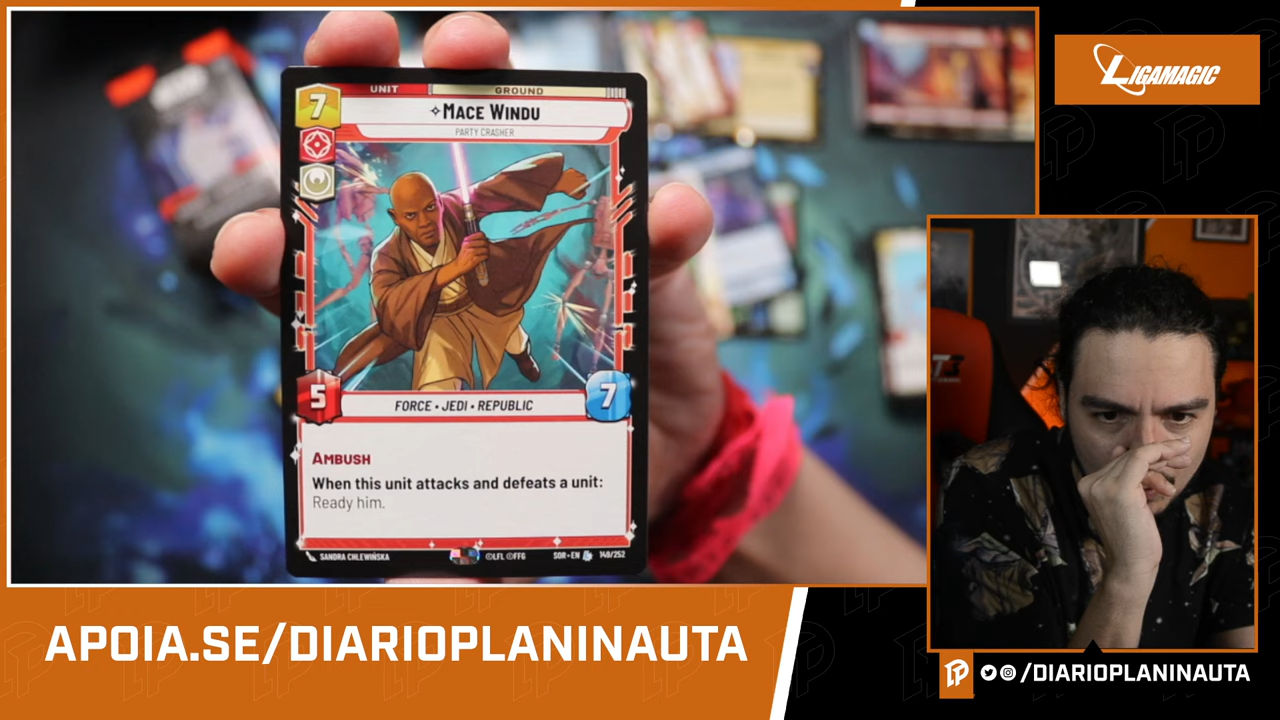 7
UNIT
GROUND
MACE WINDU
PARTY CRASHER
5
FORCE • JEDI • REPUBLIC
7
AMBUSH
When this unit attacks and defeats a unit:
Ready him.
SANDRA CHLEWIŃSKA
©LFL ©FFG
SOR • EN
149/252
LIGAMAGIC
APOIA.SE/DIARIOPLANINAUTA
/DIARIOPLANINAUTA